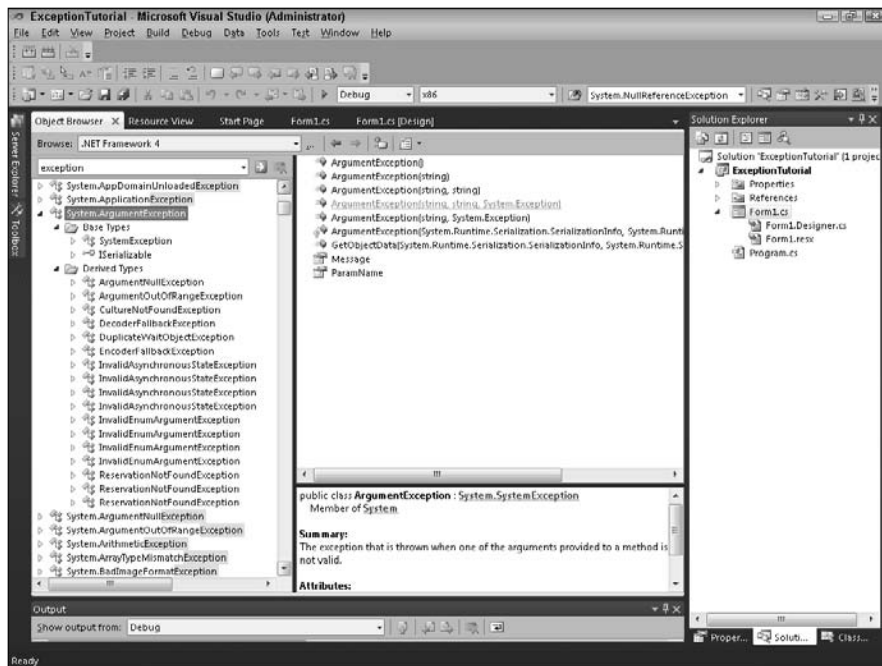 ExceptionTutorial - Microsoft Visual Studio (Administrator)
File Edit View Project Build Debug Data Tools Test Window Help
Debug x86 System.NullReferenceException
Server Explorer
Toolbox
Object Browser X Resource View Start Page Form1.cs Form1.cs [Design]
Browse: .NET Framework 4
exception
System.AppDomainUnloadedException
System.ApplicationException
System.ArgumentException
Base Types
SystemException
ISerializable
Derived Types
ArgumentNullException
ArgumentOutOfRangeException
CultureNotFoundException
DecoderFallbackException
DuplicateWaitObjectException
EncoderFallbackException
InvalidAsynchronousStateException
InvalidAsynchronousStateException
InvalidAsynchronousStateException
InvalidEnumArgumentException
InvalidEnumArgumentException
InvalidEnumArgumentException
InvalidEnumArgumentException
ReservationNotFoundException
ReservationNotFoundException
ReservationNotFoundException
System.ArgumentNullException
System.ArgumentOutOfRangeException
System.ArithmeticException
System.ArrayTypeMismatchException
System.BadImageFormatException
ArgumentException()
ArgumentException(string)
ArgumentException(string, string)
ArgumentException(string, string, System.Exception)
ArgumentException(string, System.Exception)
ArgumentException(System.Runtime.Serialization.SerializationInfo, System.Runti
GetObjectData(System.Runtime.Serialization.SerializationInfo, System.Runtime.S
Message
ParamName
public class ArgumentException : System.SystemException
Member of System
Summary:
The exception that is thrown when one of the arguments provided to a method is
not valid.
Attributes:
Solution Explorer
Solution 'ExceptionTutorial' (1 projec
ExceptionTutorial
Properties
References
Form1.cs
Form1.Designer.cs
Form1.resx
Program.cs
Proper... Soluti... Class...
Output
Show output from: Debug
Ready